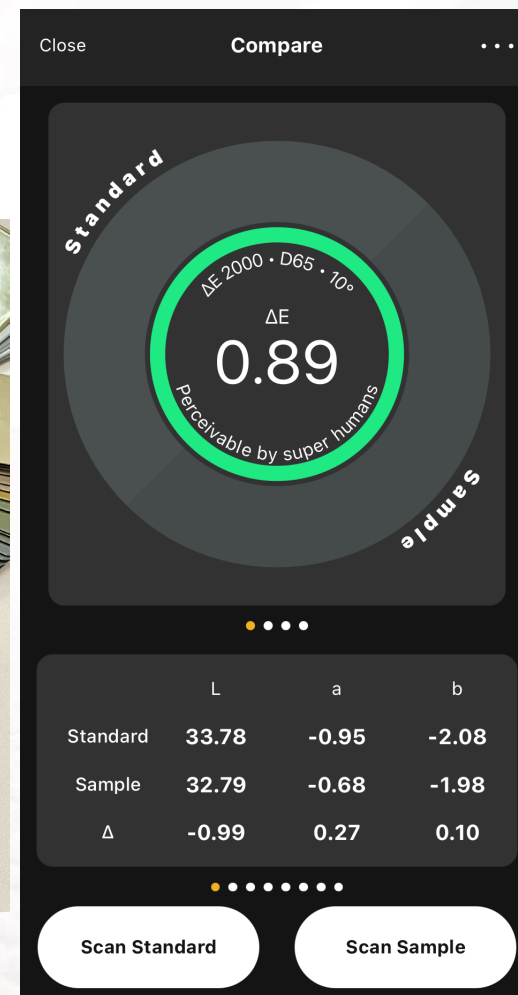 Close Compare ...
Standard
ΔE 2000 • D65 • 10°
ΔE
0.89
Perceivable by super humans
Sample
L a b
Standard 33.78 -0.95 -2.08
Sample 32.79 -0.68 -1.98
Δ -0.99 0.27 0.10
Scan Standard Scan Sample